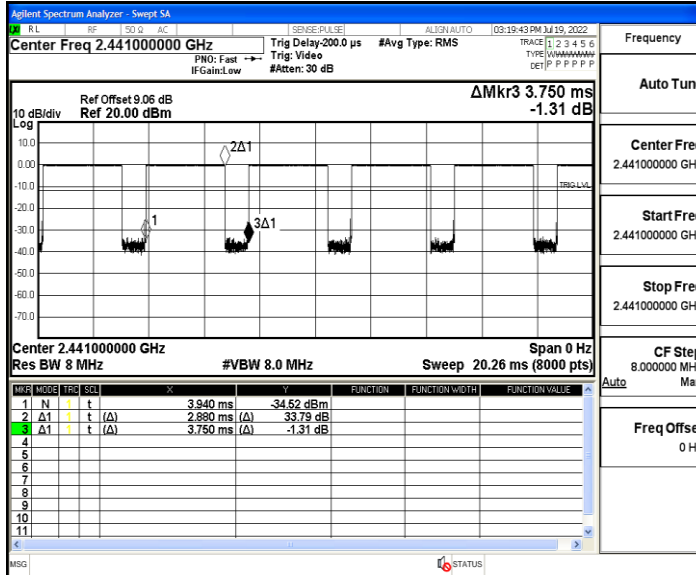 Agilent Spectrum Analyzer - Swept SA
RL RF 50 Ω AC SENSE:PULSE ALIGN AUTO 03:19:43 PM Jul 19, 2022
Center Freq 2.441000000 GHz
PNO: Fast
IFGain:Low
Trig Delay-200.0 µs
Trig: Video
#Atten: 30 dB
#Avg Type: RMS
TRACE 1 2 3 4 5 6
TYPE WWWWWW
DET P P P P P P
Ref Offset 9.06 dB
10 dB/div Ref 20.00 dBm
Log
ΔMkr3 3.750 ms
-1.31 dB
10.0
0.00
-10.0
-20.0
-30.0
-40.0
-50.0
-60.0
-70.0
2Δ1
TRIG LVL
1
3Δ1
Center 2.441000000 GHz Span 0 Hz
Res BW 8 MHz #VBW 8.0 MHz Sweep 20.26 ms (8000 pts)
MKR MODE TRC SCL X Y FUNCTION FUNCTION WIDTH FUNCTION VALUE
1 N 1 t 3.940 ms -34.52 dBm
2 Δ1 1 t (Δ) 2.880 ms (Δ) 33.79 dB
3 Δ1 1 t (Δ) 3.750 ms (Δ) -1.31 dB
4
5
6
7
8
9
10
11
MSG STATUS
Frequency
Auto Tun
Center Fre
2.441000000 GH
Start Fre
2.441000000 GH
Stop Fre
2.441000000 GH
CF Ste
8.000000 MH
Auto Ma
Freq Offse
0 H